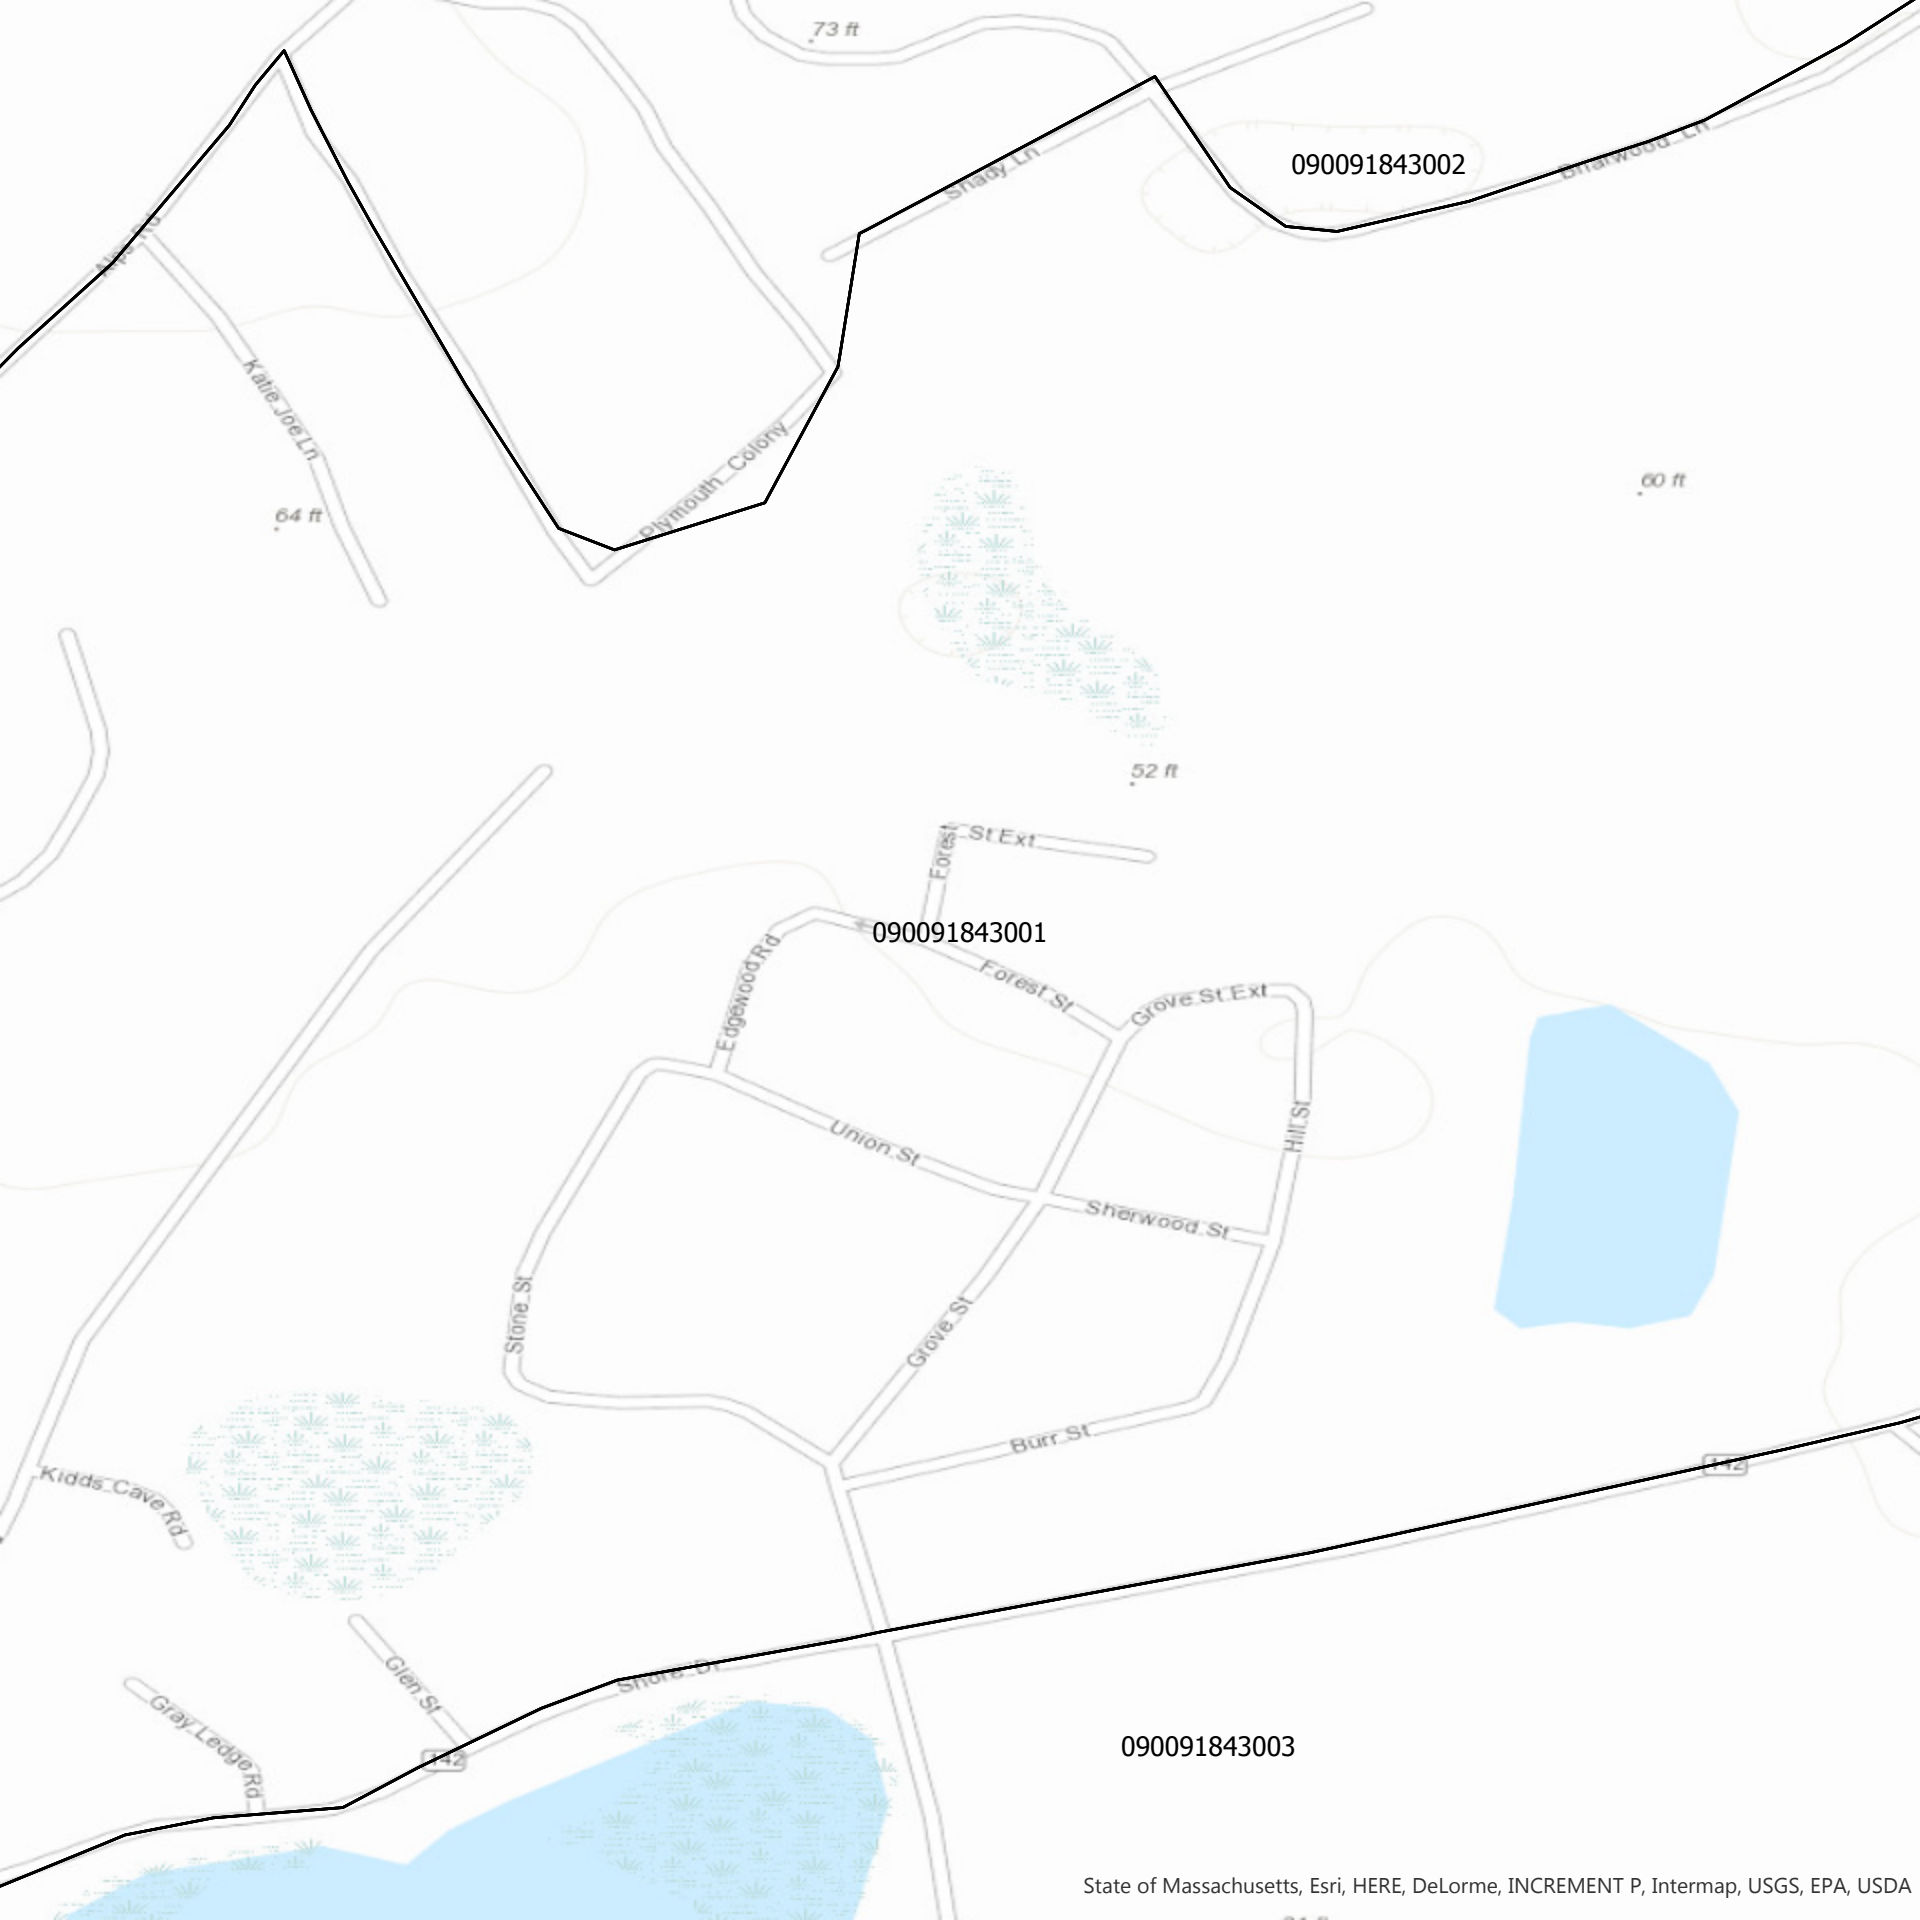 73 ft
Shady Ln
090091843002
Briarwood Ln
Katie Joe Ln
Plymouth Colony
60 ft
64 ft
52 ft
Forest St Ext
090091843001
Edgewood Rd
Forest St
Grove St Ext
Hill St
Union St
Sherwood St
Stone St
Grove St
Burr St
142
Kidds Cave Rd
Shore Dr
Glen St
Gray Ledge Rd
142
090091843003
State of Massachusetts, Esri, HERE, DeLorme, INCREMENT P, Intermap, USGS, EPA, USDA